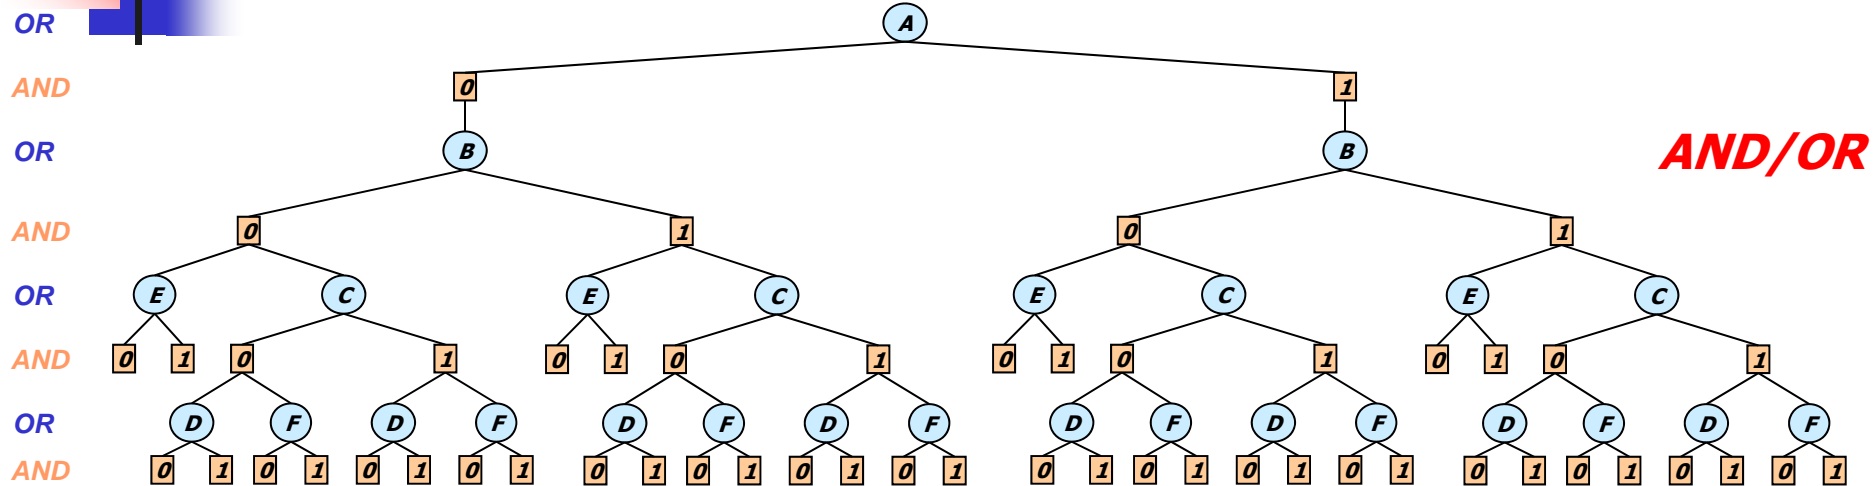 OR A
AND 0 1
OR B B AND/OR
AND 0 1 0 1
OR E C E C E C E C
AND 0 1 0 1 0 1 0 1 0 1 0 1 0 1 0 1
OR D F D F D F D F D F D F D F D F
AND 0 1 0 1 0 1 0 1 0 1 0 1 0 1 0 1 0 1 0 1 0 1 0 1 0 1 0 1 0 1 0 1